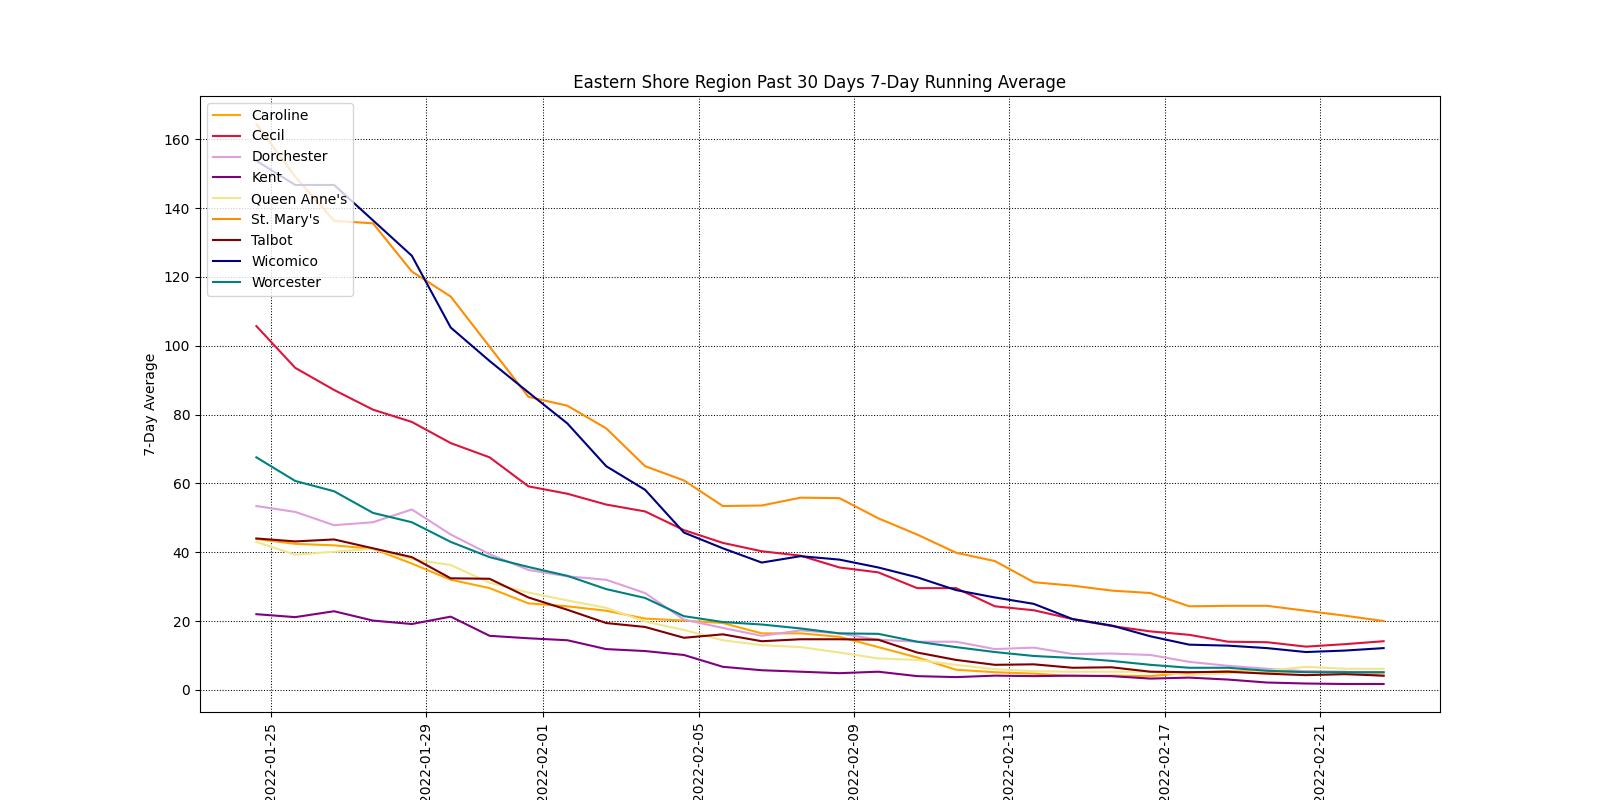 Eastern Shore Region Past 30 Days 7-Day Running Average
Caroline
Cecil
Dorchester
Kent
Queen Anne's
St. Mary's
Talbot
Wicomico
Worcester
160
140
120
100
80
60
40
20
0
7-Day Average
2022-01-25
2022-01-29
2022-02-01
2022-02-05
2022-02-09
2022-02-13
2022-02-17
2022-02-21